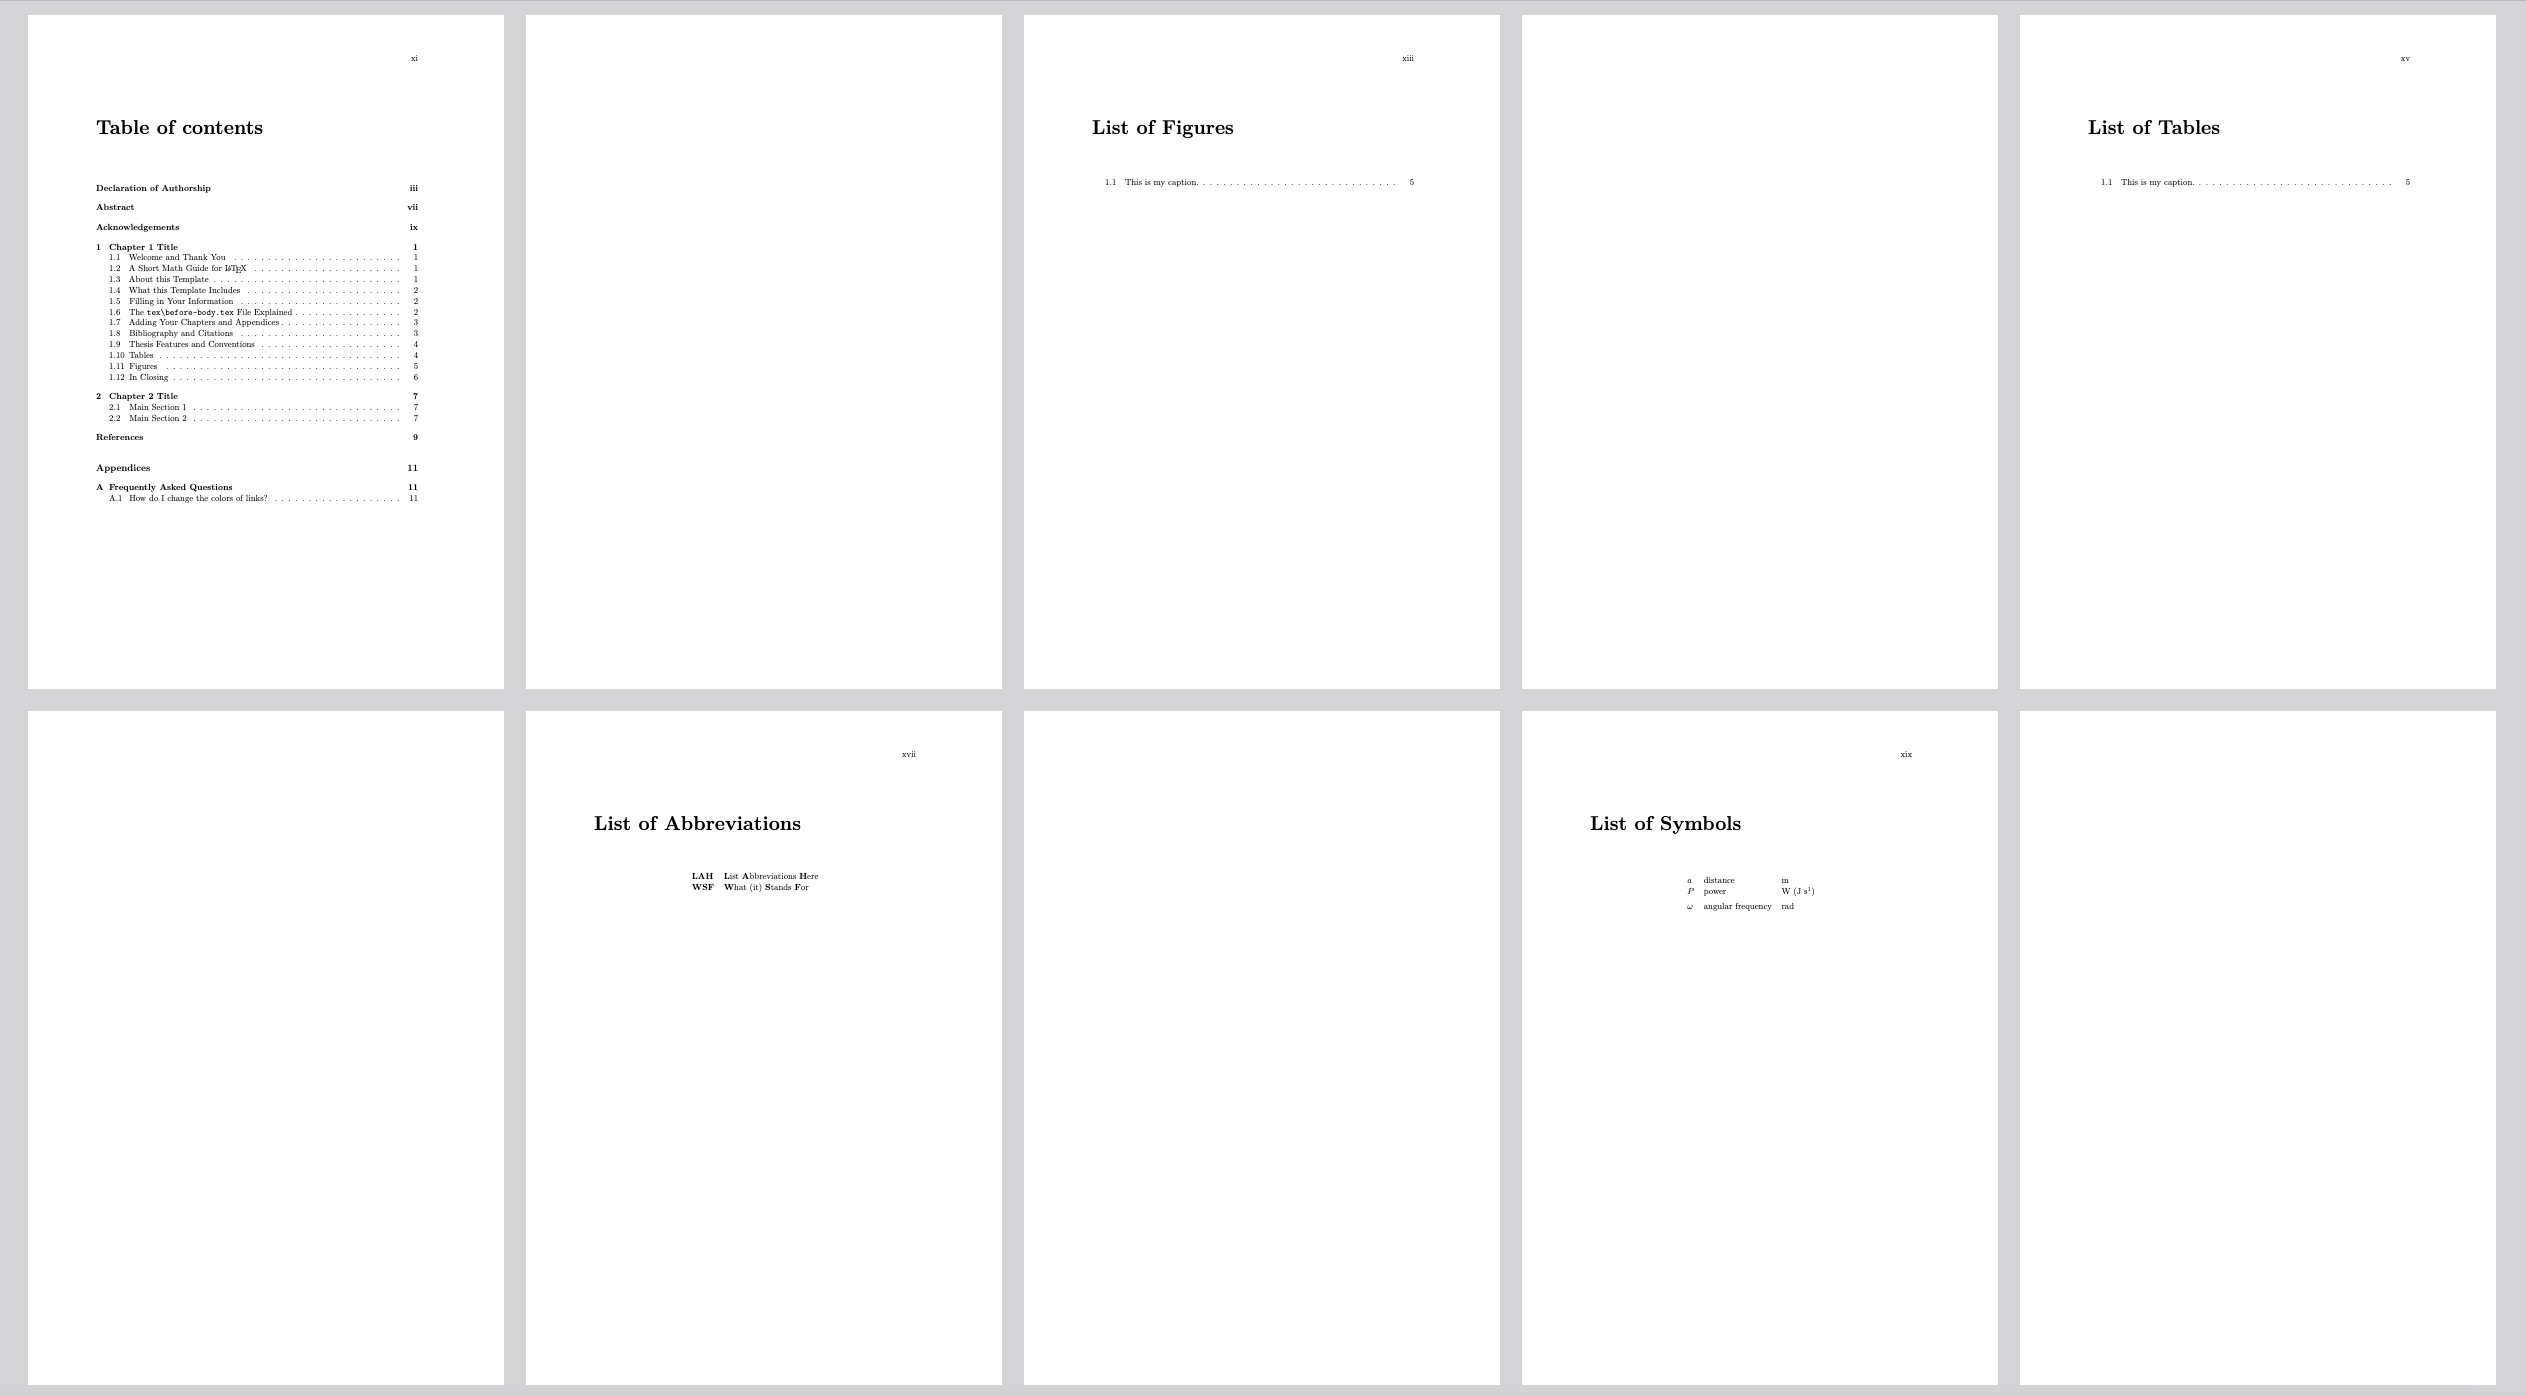 xi
Table of contents
Declaration of Authorship iii
Abstract vii
Acknowledgements ix
1 Chapter 1 Title 1
1.1 Welcome and Thank You . . . . . . . . . . . . . . . . . . . . . . . . . 1
1.2 A Short Math Guide for LATEX . . . . . . . . . . . . . . . . . . . . . . 1
1.3 About this Template . . . . . . . . . . . . . . . . . . . . . . . . . . . . 1
1.4 What this Template Includes . . . . . . . . . . . . . . . . . . . . . . . 2
1.5 Filling in Your Information . . . . . . . . . . . . . . . . . . . . . . . . 2
1.6 The tex\before-body.tex File Explained . . . . . . . . . . . . . . . . 2
1.7 Adding Your Chapters and Appendices . . . . . . . . . . . . . . . . . . 3
1.8 Bibliography and Citations . . . . . . . . . . . . . . . . . . . . . . . . 3
1.9 Thesis Features and Conventions . . . . . . . . . . . . . . . . . . . . . 4
1.10 Tables . . . . . . . . . . . . . . . . . . . . . . . . . . . . . . . . . . . . 4
1.11 Figures . . . . . . . . . . . . . . . . . . . . . . . . . . . . . . . . . . . 5
1.12 In Closing . . . . . . . . . . . . . . . . . . . . . . . . . . . . . . . . . . 6
2 Chapter 2 Title 7
2.1 Main Section 1 . . . . . . . . . . . . . . . . . . . . . . . . . . . . . . . 7
2.2 Main Section 2 . . . . . . . . . . . . . . . . . . . . . . . . . . . . . . . 7
References 9
Appendices 11
A Frequently Asked Questions 11
A.1 How do I change the colors of links? . . . . . . . . . . . . . . . . . . . 11
xiii
List of Figures
1.1 This is my caption. . . . . . . . . . . . . . . . . . . . . . . . . . . . . . 5
xv
List of Tables
1.1 This is my caption. . . . . . . . . . . . . . . . . . . . . . . . . . . . . . 5
xvii
List of Abbreviations
LAH List Abbreviations Here
WSF What (it) Stands For
xix
List of Symbols
a distance m
P power W (J s¹)
ω angular frequency rad